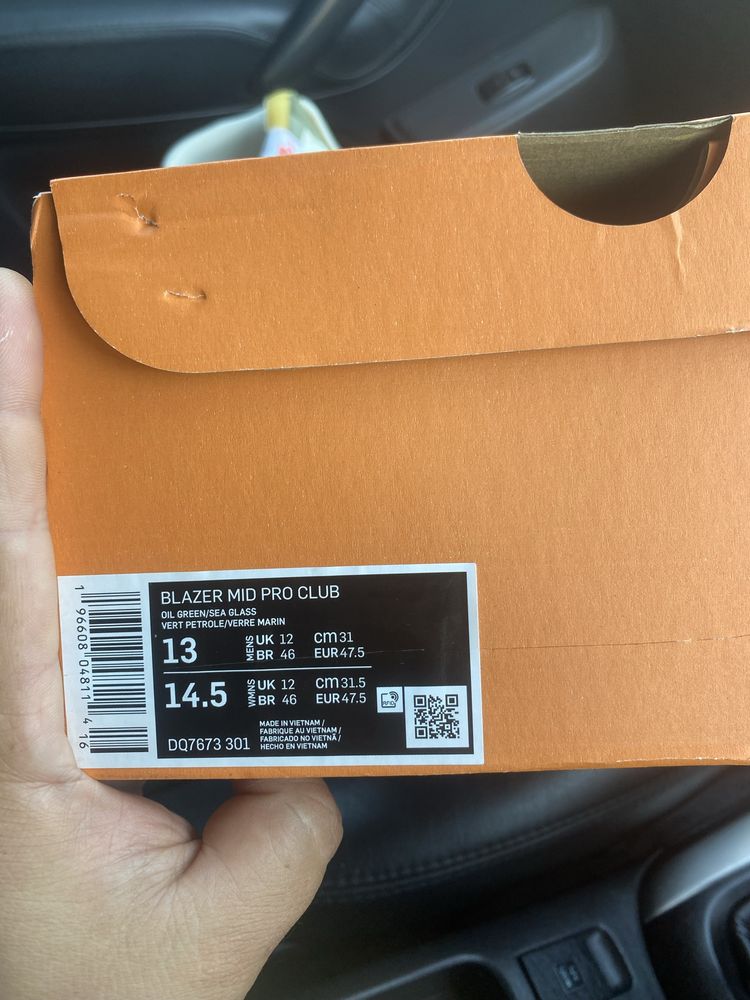 BLAZER MID PRO CLUB
OIL GREEN/SEA GLASS
VERT PETROLE/VERRE MARIN
13 MENS UK 12 cm 31
BR 46 EUR 47.5
14.5 WMNS UK 12 cm 31.5
BR 46 EUR 47.5
RFID
MADE IN VIETNAM /
FABRIQUE AU VIETNAM /
FABRICADO NO VIETNÃ /
HECHO EN VIETNAM
DQ7673 301
1 96608 04811 4 16